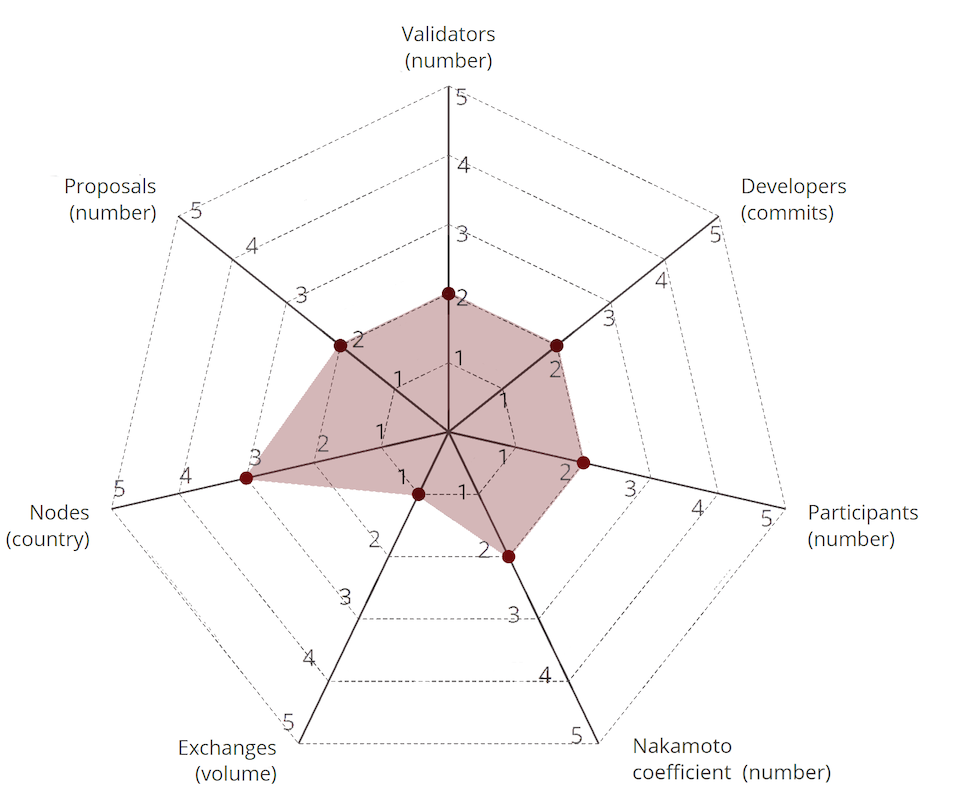 Validators
(number)
5
4
3
2
1
Developers
(commits)
5
4
3
2
1
Participants
(number)
5
4
3
2
1
Nakamoto
coefficient (number)
5
4
3
2
1
Exchanges
(volume)
5
4
3
2
1
Nodes
(country)
5
4
3
2
1
Proposals
(number)
5
4
3
2
1